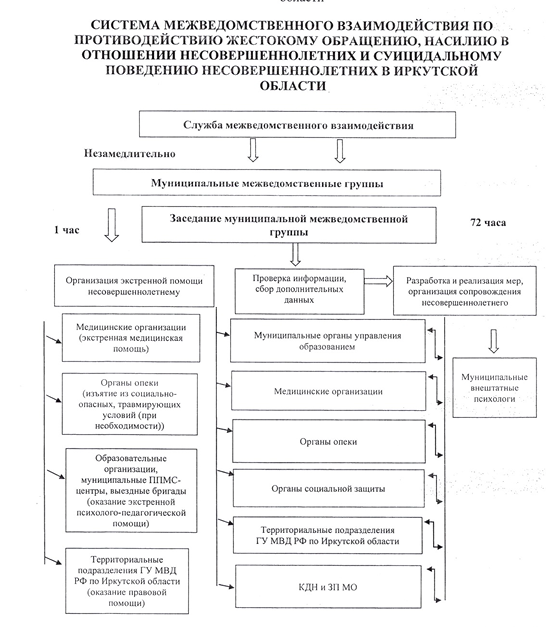 области
СИСТЕМА МЕЖВЕДОМСТВЕННОГО ВЗАИМОДЕЙСТВИЯ ПО
ПРОТИВОДЕЙСТВИЮ ЖЕСТОКОМУ ОБРАЩЕНИЮ, НАСИЛИЮ В
ОТНОШЕНИИ НЕСОВЕРШЕННОЛЕТНИХ И СУИЦИДАЛЬНОМУ
ПОВЕДЕНИЮ НЕСОВЕРШЕННОЛЕТНИХ В ИРКУТСКОЙ
ОБЛАСТИ
Служба межведомственного взаимодействия
Незамедлительно
Муниципальные межведомственные группы
1 час
Заседание муниципальной межведомственной
группы
72 часа
Организация экстренной помощи
несовершеннолетнему
Проверка информации,
сбор дополнительных
данных
Разработка и реализация мер,
организация сопровождения
несовершеннолетнего
Медицинские организации
(экстренная медицинская
помощь)
Органы опеки
(изъятие из социально-
опасных, травмирующих
условий (при
необходимости))
Образовательные
организации,
муниципальные ППМС-
центры, выездные бригады
(оказание экстренной
психолого-педагогической
помощи)
Территориальные
подразделения ГУ МВД
РФ по Иркутской области
(оказание правовой
помощи)
Муниципальные органы управления
образованием
Медицинские организации
Органы опеки
Органы социальной защиты
Территориальные подразделения
ГУ МВД РФ по Иркутской области
КДН и ЗП МО
Муниципальные
внештатные
психологи